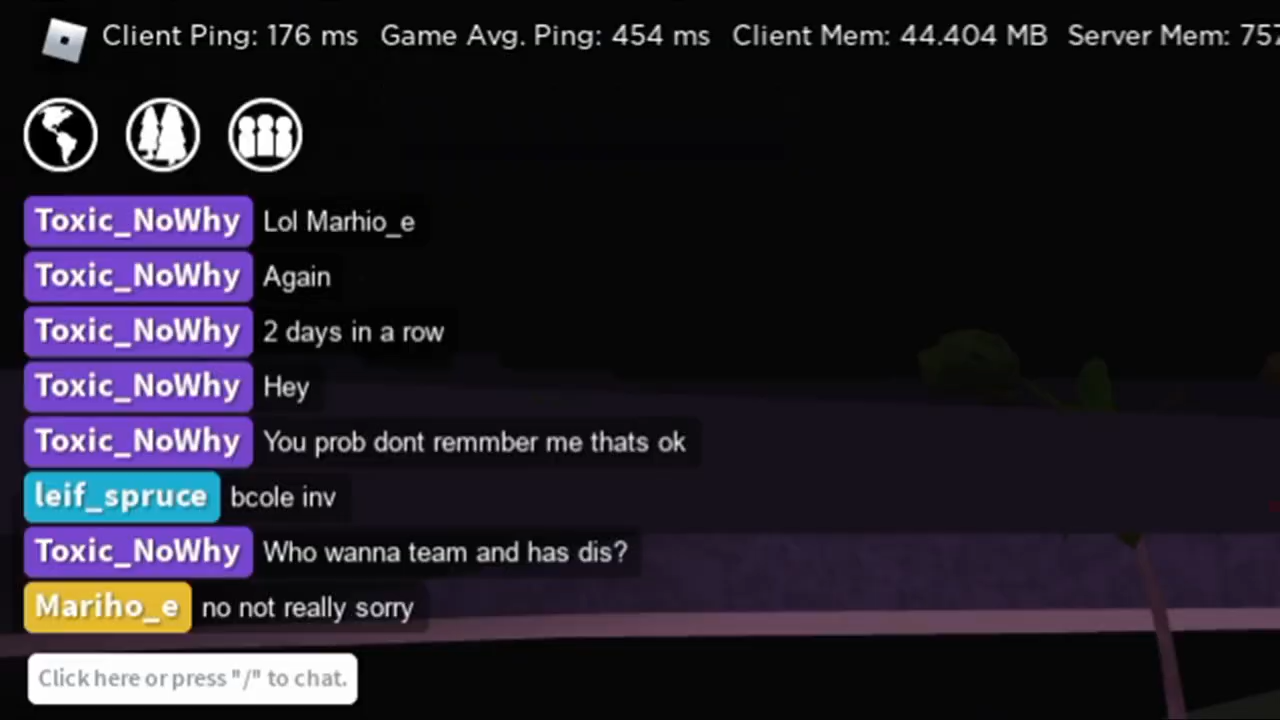 Client Ping: 176 ms Game Avg. Ping: 454 ms Client Mem: 44.404 MB Server Mem: 757
Toxic_NoWhy Lol Marhio_e
Toxic_NoWhy Again
Toxic_NoWhy 2 days in a row
Toxic_NoWhy Hey
Toxic_NoWhy You prob dont remmber me thats ok
leif_spruce bcole inv
Toxic_NoWhy Who wanna team and has dis?
Mariho_e no not really sorry
Click here or press "/" to chat.